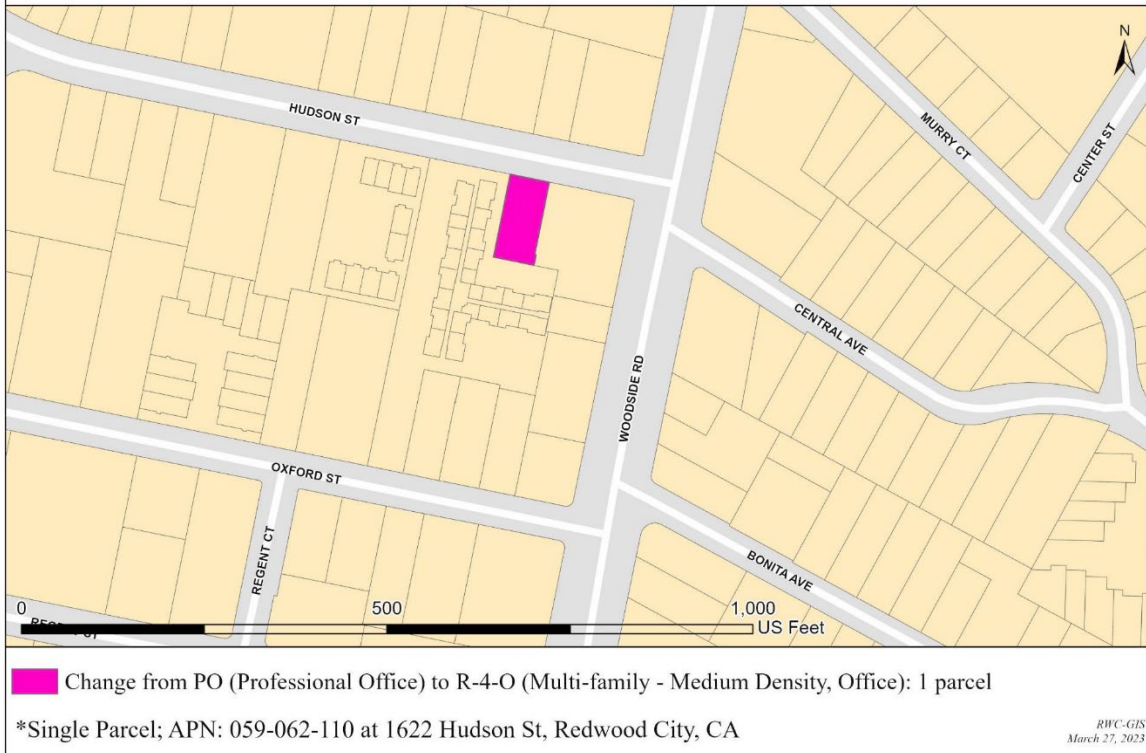 N
HUDSON ST
MURRY CT
CENTER ST
CENTRAL AVE
WOODSIDE RD
OXFORD ST
REGENT CT
BONITA AVE
0 500 1,000
US Feet
Change from PO (Professional Office) to R-4-O (Multi-family - Medium Density, Office): 1 parcel
*Single Parcel; APN: 059-062-110 at 1622 Hudson St, Redwood City, CA
RWC-GIS
March 27, 2023